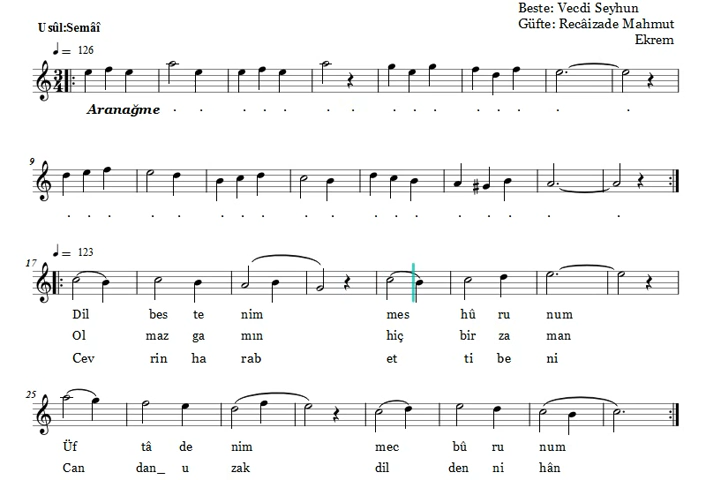 Beste: Vecdi Seyhun
Usûl:Semâî
Güfte: Recâizade Mahmut
Ekrem
= 126
3
4
Aranağme . . . . . . . . . . . . .
9
. . . . . . . . . . . . .
17
= 123
Dil bes te nim mes hû ru num
Ol maz ga mın hiç bir za man
Cev rin ha rab et ti be ni
25
Üf tâ de nim mec bû ru num
Can dan_ u zak dil den ni hân